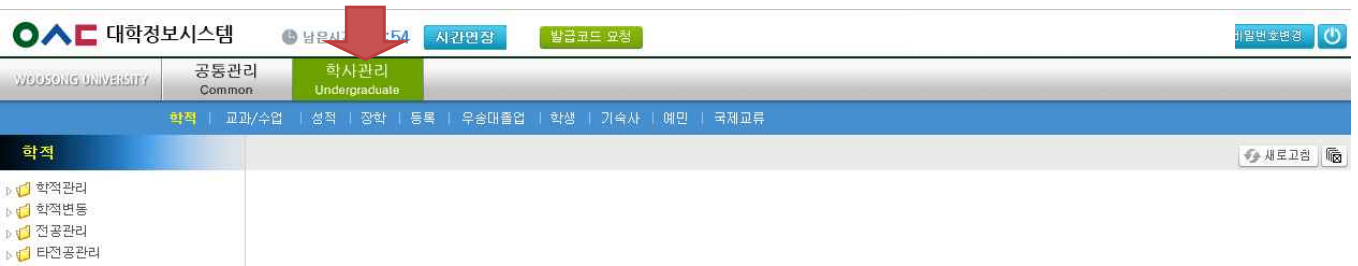 대학정보시스템 :54 시간연장 발급코드 요청 비밀번호변경
WOOSONG UNIVERSITY 공통관리 학사관리
Common Undergraduate
학적 | 교과/수업 | 성적 | 장학 | 등록 | 우송대졸업 | 학생 | 기숙사 | 예민 | 국제교류
학적 새로고침
학적관리
학적변동
전공관리
타전공관리